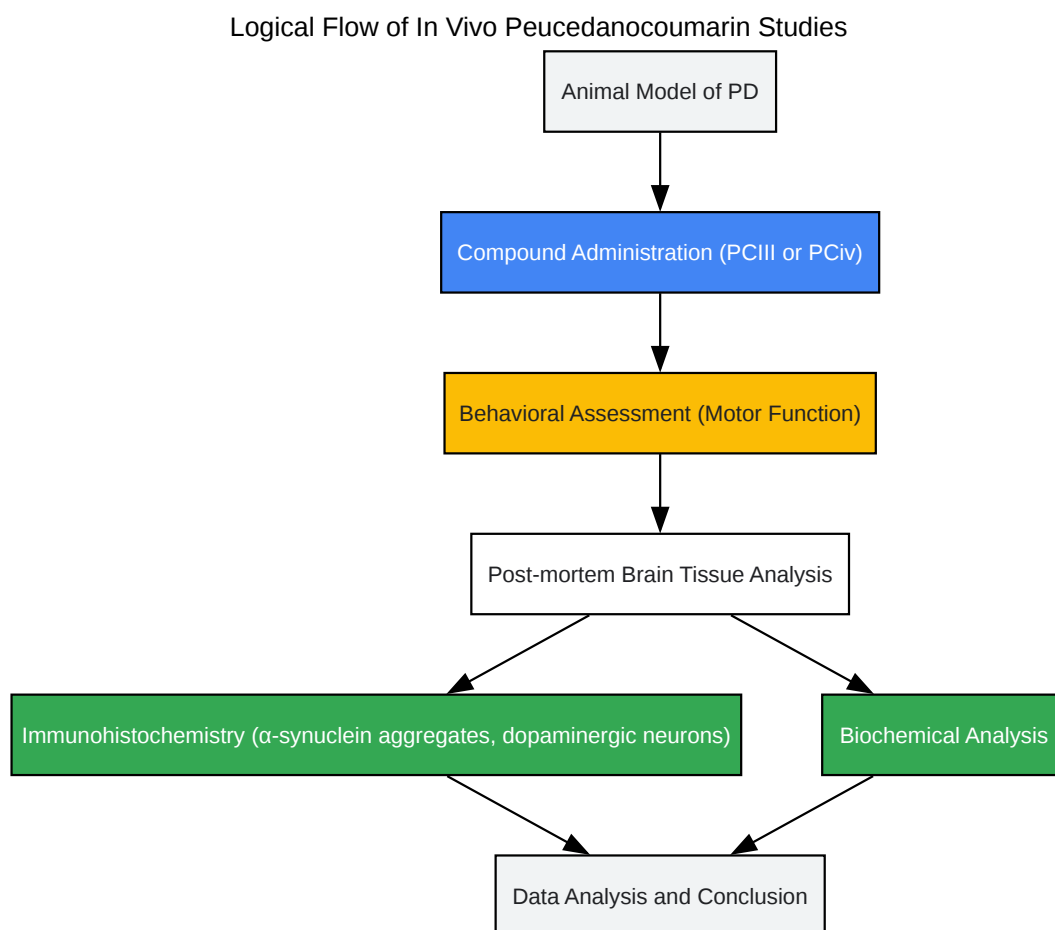 Logical Flow of In Vivo Peucedanocoumarin Studies
Animal Model of PD
Compound Administration (PCIII or PCiv)
Behavioral Assessment (Motor Function)
Post-mortem Brain Tissue Analysis
Immunohistochemistry (α-synuclein aggregates, dopaminergic neurons)
Biochemical Analysis
Data Analysis and Conclusion